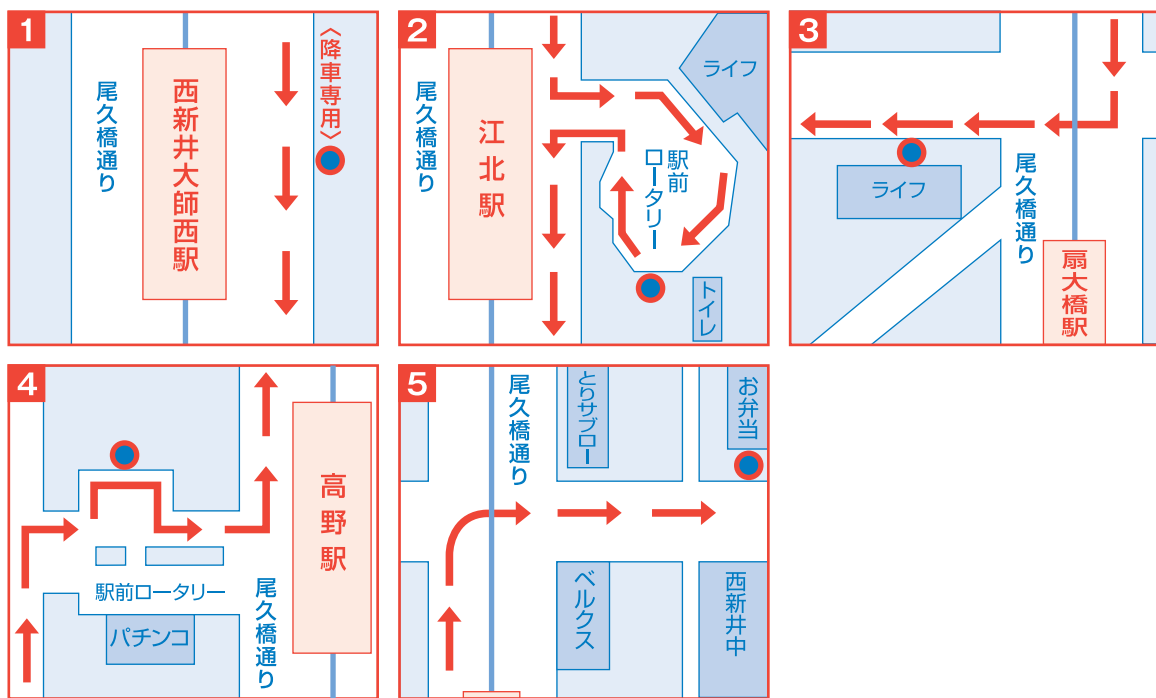 1
尾久橋通り
西新井大師西駅
〈降車専用〉
2
尾久橋通り
江北駅
駅前
ロータリー
ライフ
トイレ
3
ライフ
尾久橋通り
扇大橋駅
4
駅前ロータリー
パチンコ
尾久橋通り
高野駅
5
尾久橋通り
とりサブロー
お弁当
ベルクス
西新井中